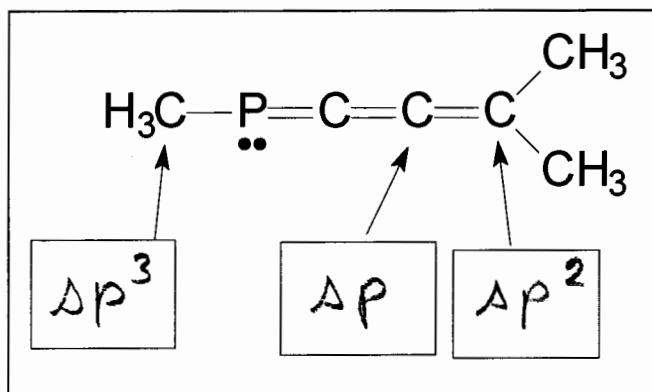 CH₃
H₃C—P=C=C=C
CH₃
sp³ sp sp²